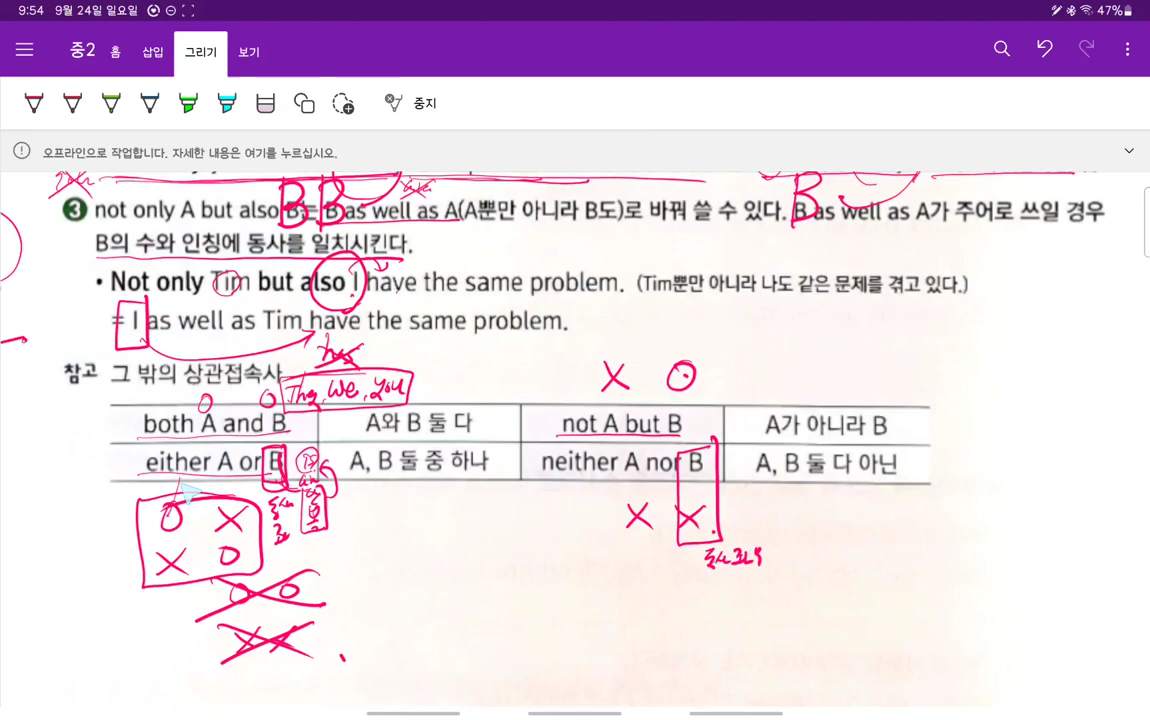 9:54 9월 24일 일요일 47%
중2 홈 삽입 그리기 보기
중지
오프라인으로 작업합니다. 자세한 내용은 여기를 누르십시오.
B B B
3 not only A but also B는 B as well as A(A뿐만 아니라 B도)로 바꿔 쓸 수 있다. B as well as A가 주어로 쓰일 경우
B의 수와 인칭에 동사를 일치시킨다.
• Not only Tim but also I have the same problem. (Tim뿐만 아니라 나도 같은 문제를 겪고 있다.)
= I as well as Tim have the same problem.
has
참고 그 밖의 상관접속사
They, We, You
O O X O
both A and B A와 B 둘 다 not A but B A가 아니라 B
either A or B A, B 둘 중 하나 neither A nor B A, B 둘 다 아닌
동사
O X X X
동사
X O
O O
X X